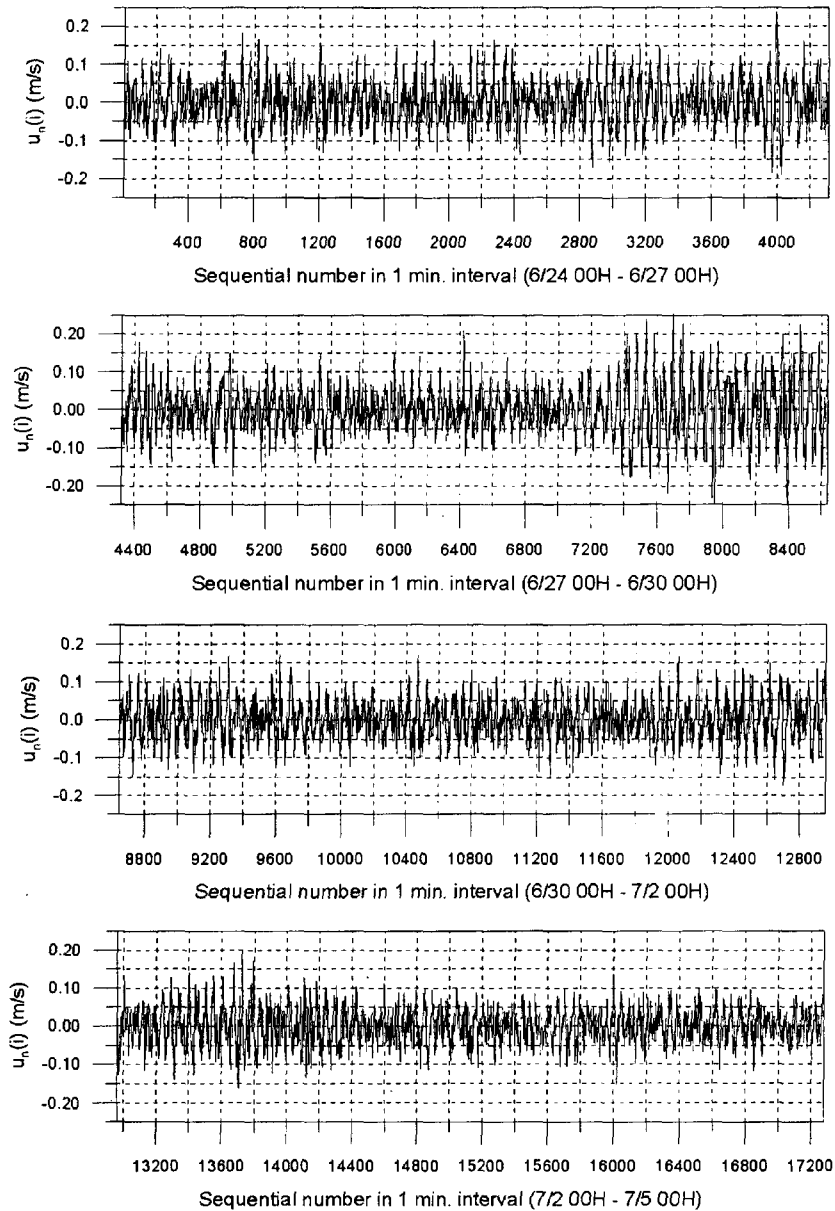 0.2
0.1
0.0
-0.1
-0.2
un(i) (m/s)
400 800 1200 1600 2000 2400 2800 3200 3600 4000
Sequential number in 1 min. interval (6/24 00H - 6/27 00H)
0.20
0.10
0.00
-0.10
-0.20
un(i) (m/s)
4400 4800 5200 5600 6000 6400 6800 7200 7600 8000 8400
Sequential number in 1 min. interval (6/27 00H - 6/30 00H)
0.2
0.1
0.0
-0.1
-0.2
un(i) (m/s)
8800 9200 9600 10000 10400 10800 11200 11600 12000 12400 12800
Sequential number in 1 min. interval (6/30 00H - 7/2 00H)
0.20
0.10
0.00
-0.10
-0.20
un(i) (m/s)
13200 13600 14000 14400 14800 15200 15600 16000 16400 16800 17200
Sequential number in 1 min. interval (7/2 00H - 7/5 00H)